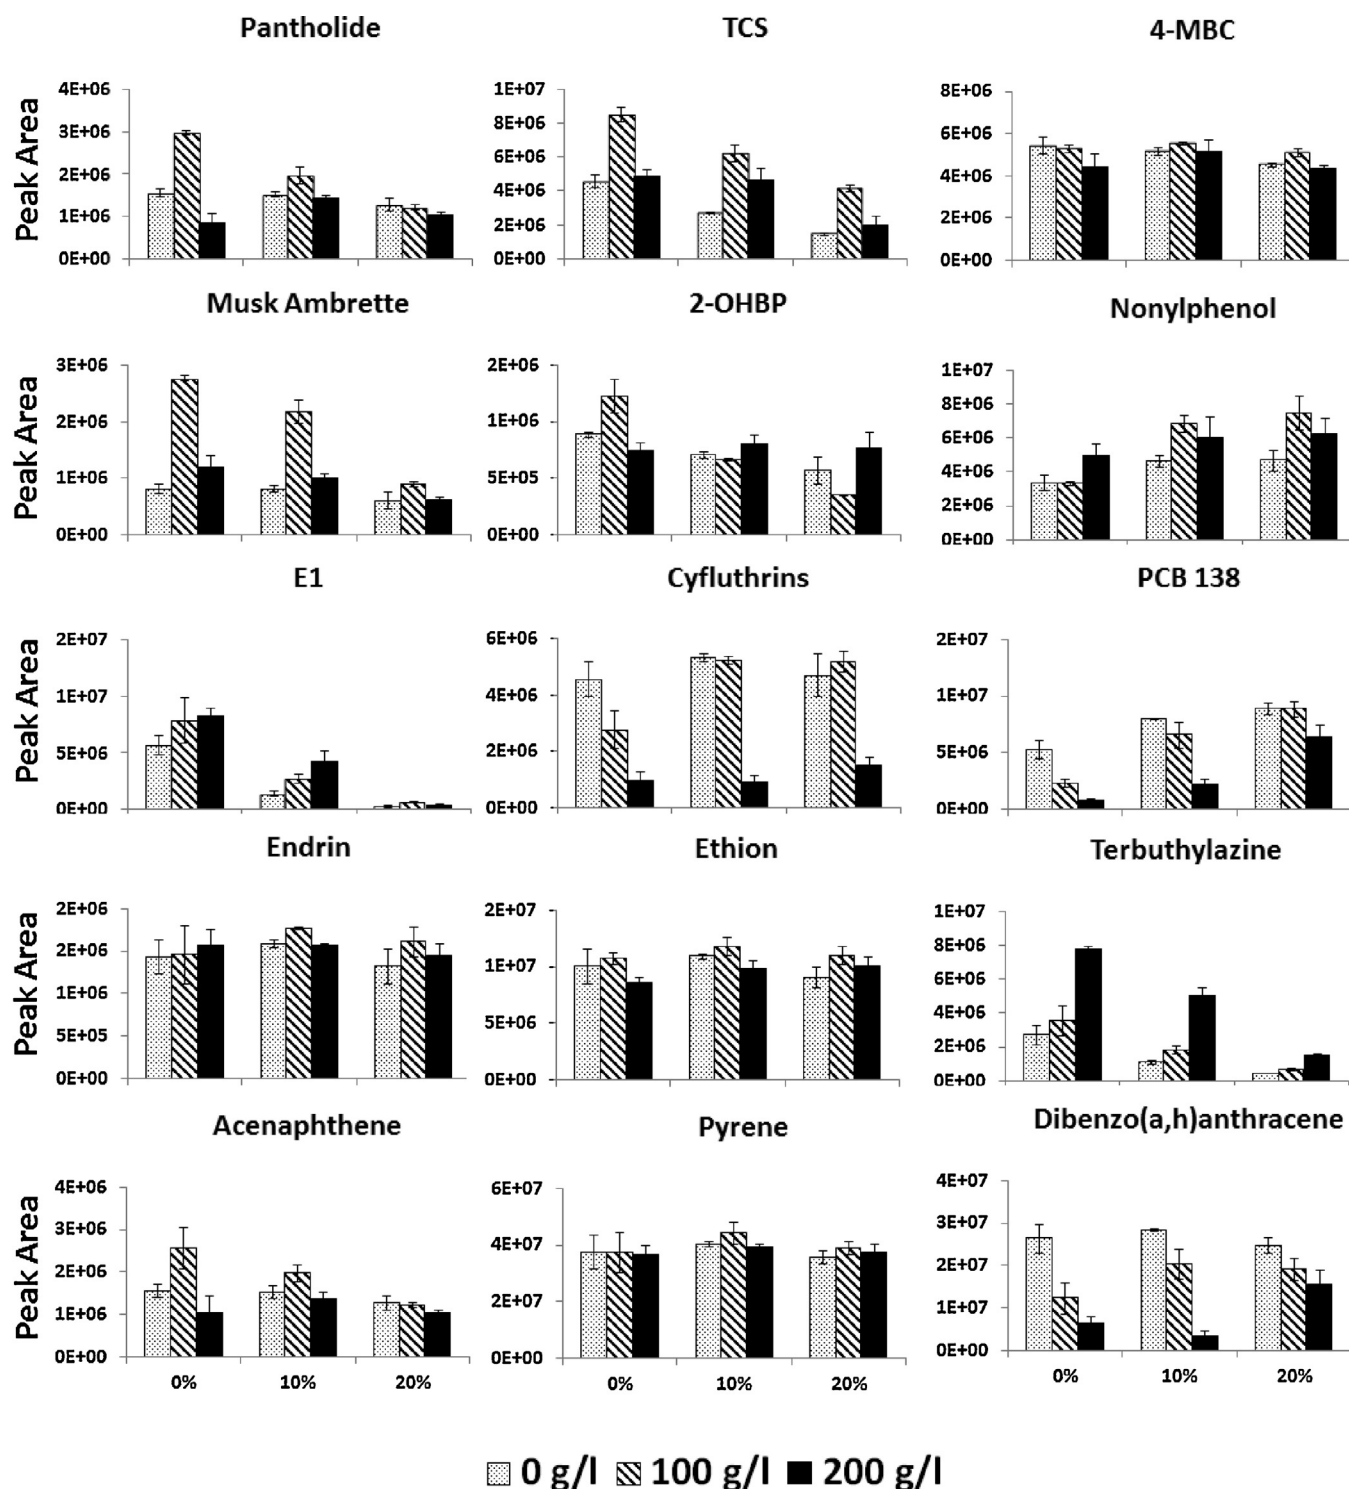 Pantholide TCS 4-MBC
Peak Area
4E+06
3E+06
2E+06
1E+06
0E+00
1E+07
8E+06
6E+06
4E+06
2E+06
0E+00
8E+06
6E+06
4E+06
2E+06
0E+00
Musk Ambrette 2-OHBP Nonylphenol
Peak Area
3E+06
2E+06
1E+06
0E+00
2E+06
1E+06
5E+05
0E+00
1E+07
8E+06
6E+06
4E+06
2E+06
0E+00
E1 Cyfluthrins PCB 138
Peak Area
2E+07
1E+07
5E+06
0E+00
6E+06
4E+06
2E+06
0E+00
2E+07
1E+07
5E+06
0E+00
Endrin Ethion Terbuthylazine
Peak Area
2E+06
2E+06
1E+06
5E+05
0E+00
2E+07
1E+07
5E+06
0E+00
1E+07
8E+06
6E+06
4E+06
2E+06
0E+00
Acenaphthene Pyrene Dibenzo(a,h)anthracene
Peak Area
4E+06
3E+06
2E+06
1E+06
0E+00
6E+07
4E+07
2E+07
0E+00
4E+07
3E+07
2E+07
1E+07
0E+00
0% 10% 20% 0% 10% 20% 0% 10% 20%
0 g/l 100 g/l 200 g/l